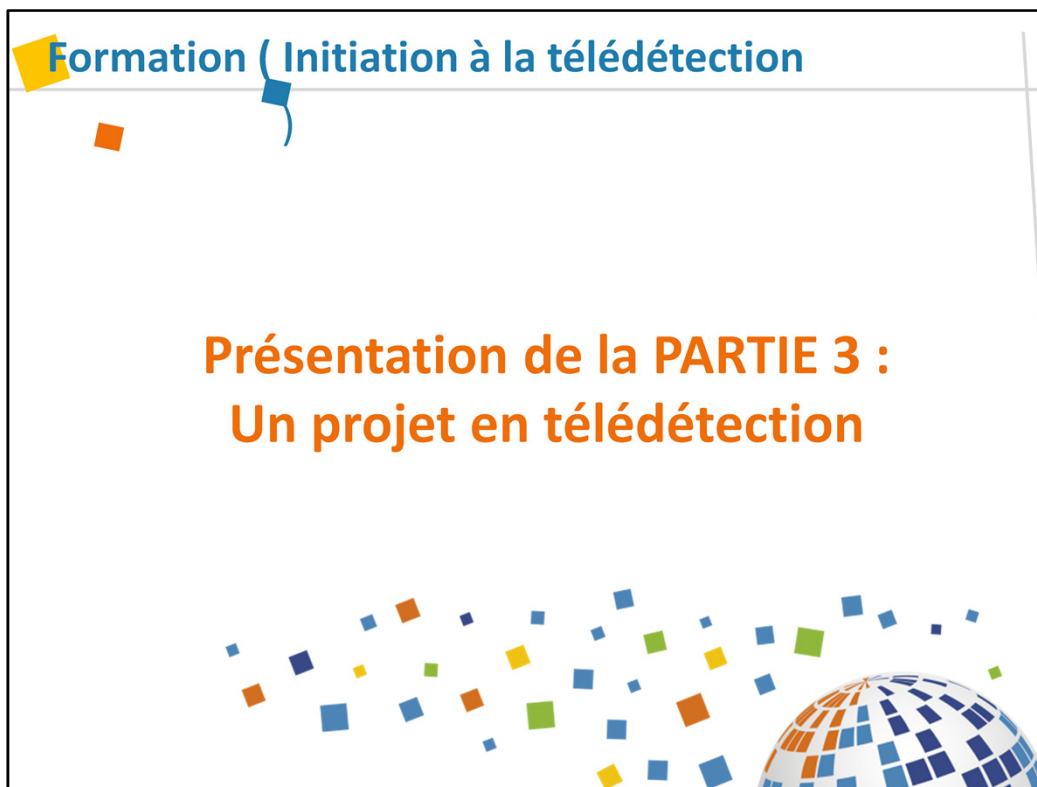 Formation ( Initiation à la télédétection
)
Présentation de la PARTIE 3 :
Un projet en télédétection